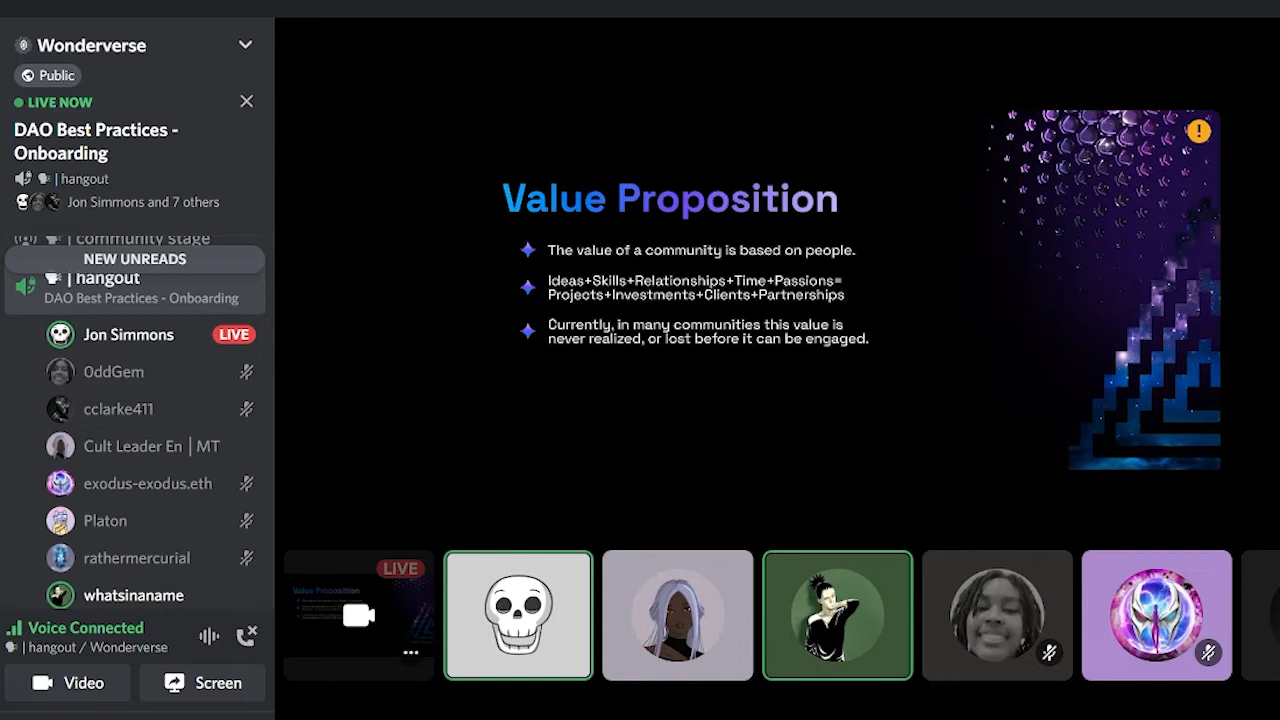 Wonderverse
Public
LIVE NOW
DAO Best Practices -
Onboarding
| hangout
Jon Simmons and 7 others
| community stage
NEW UNREADS
| hangout
DAO Best Practices - Onboarding
Jon Simmons
LIVE
0ddGem
cclarke411
Cult Leader En | MT
exodus-exodus.eth
Platon
rathermercurial
whatsinaname
Voice Connected
| hangout / Wonderverse
Video
Screen
Value Proposition
The value of a community is based on people.
Ideas+Skills+Relationships+Time+Passions=
Projects+Investments+Clients+Partnerships
Currently, in many communities this value is
never realized, or lost before it can be engaged.
!
LIVE
Value Proposition